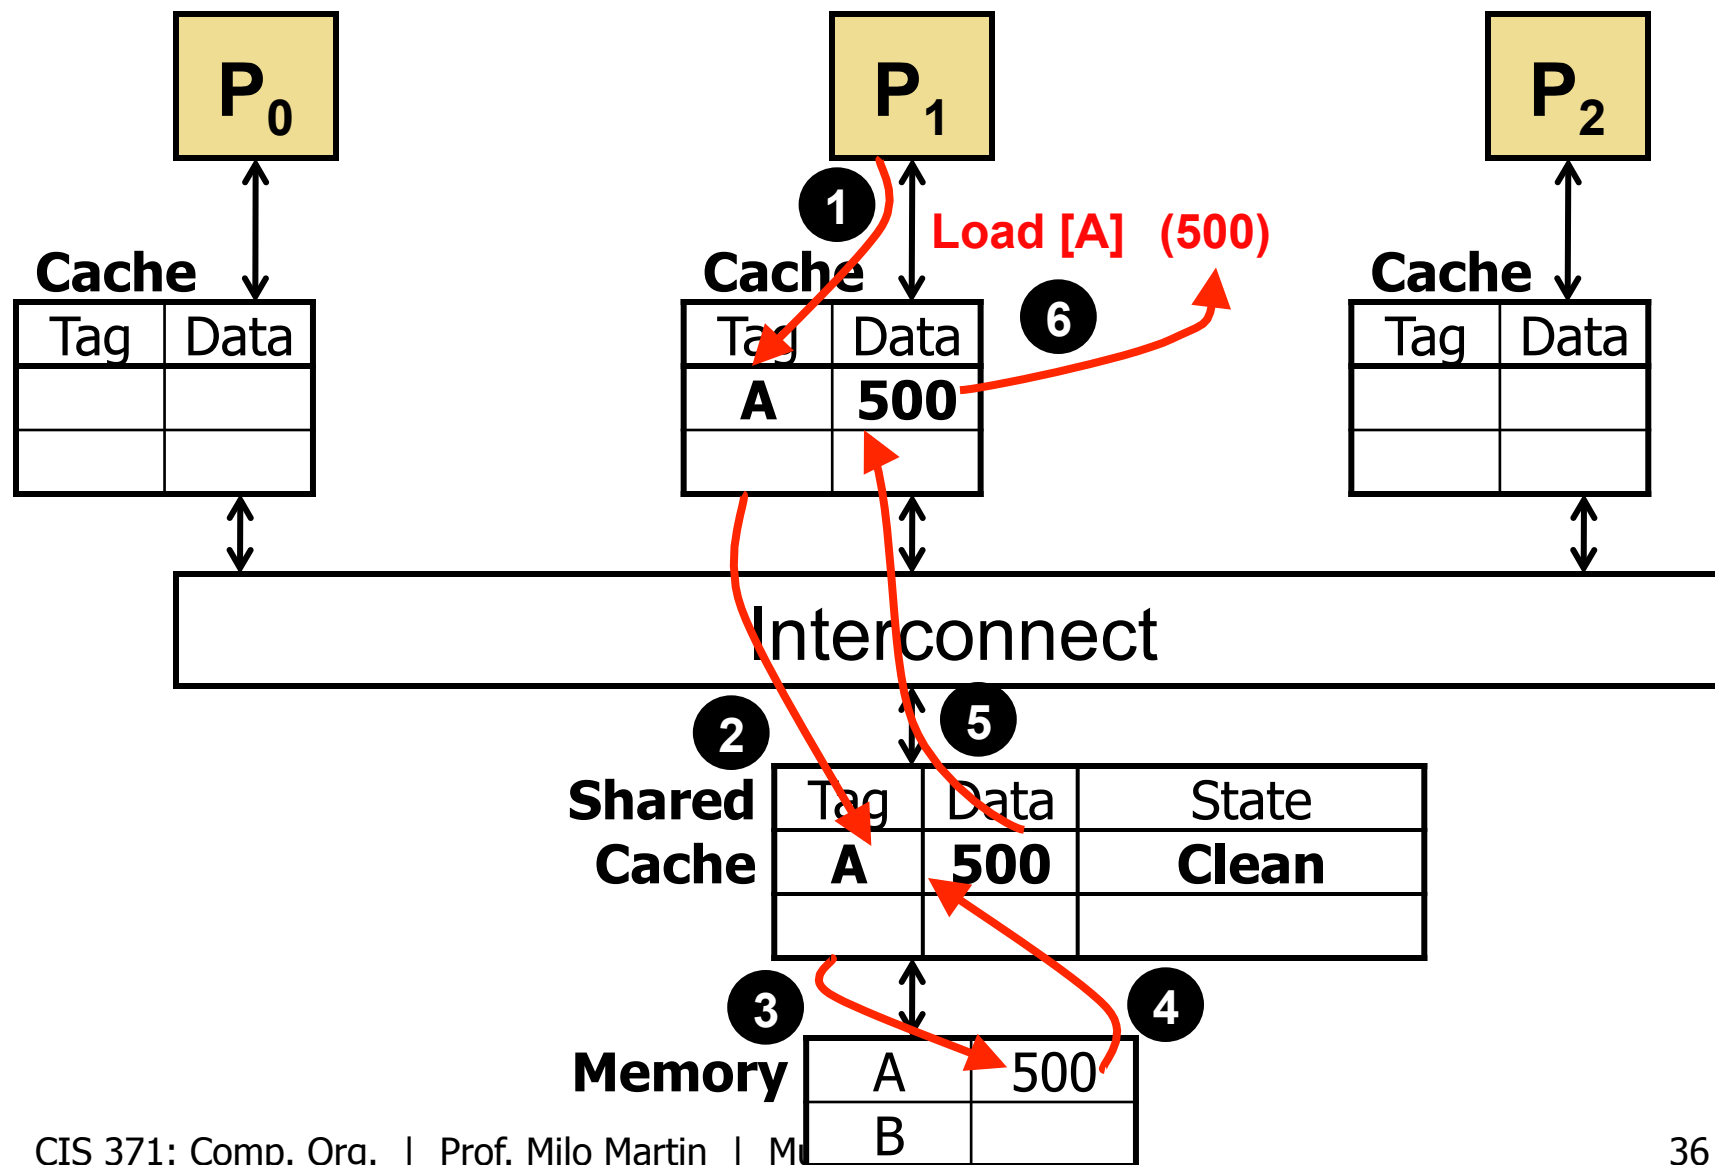 P0 P1 P2
1
Load [A] (500)
Cache Cache Cache
6
Tag Data Tag Data Tag Data
A 500
Interconnect
2 5
Shared Cache
Tag Data State
A 500 Clean
3 4
Memory
A 500
B
CIS 371: Comp. Org. | Prof. Milo Martin |
36